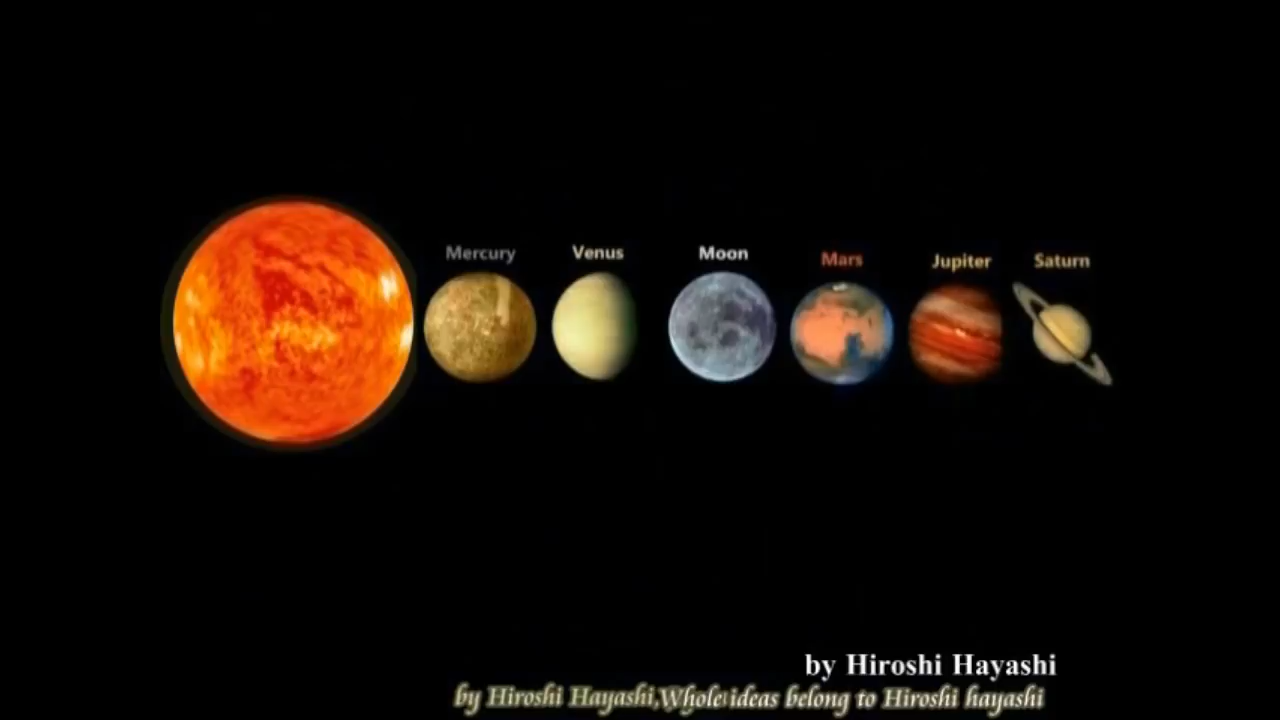 Mercury
Venus
Moon
Mars
Jupiter
Saturn
by Hiroshi Hayashi
by Hiroshi Hayashi,Whole ideas belong to Hiroshi hayashi